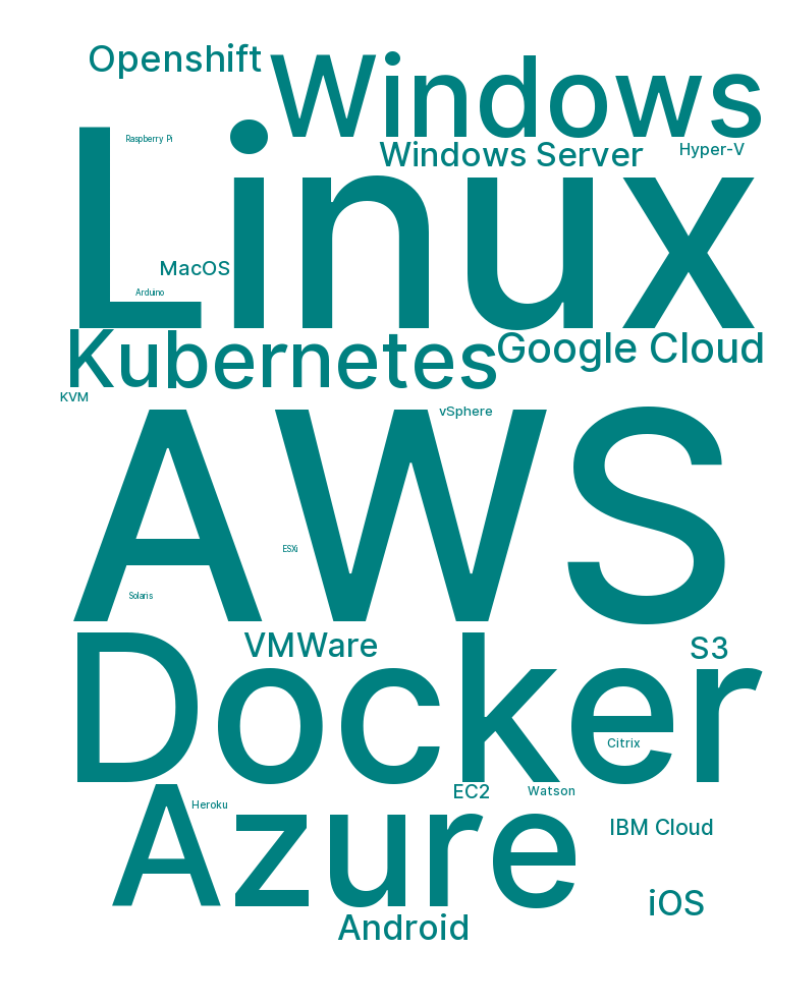 Openshift
Windows
Windows Server
Hyper-V
Raspberry Pi
Linux
MacOS
Arduino
Kubernetes
Google Cloud
KVM
vSphere
AWS
ESXi
Solaris
VMWare
S3
Docker
Citrix
EC2
Watson
Heroku
Azure
IBM Cloud
iOS
Android